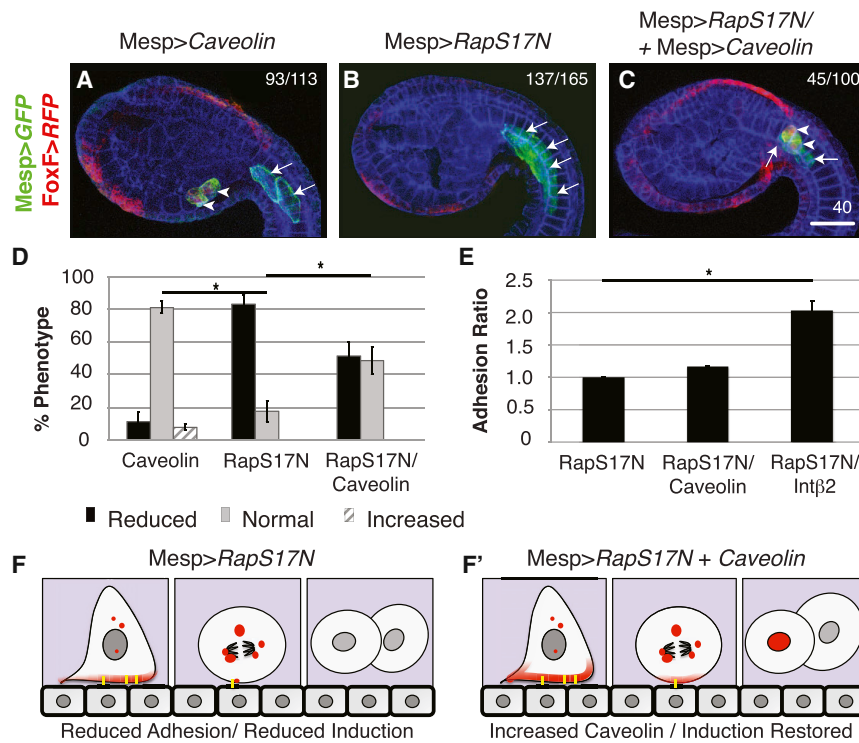 Mesp>Caveolin
Mesp>RapS17N
Mesp>RapS17N/
+ Mesp>Caveolin
Mesp>GFP
FoxF>RFP
A
93/113
B
137/165
C
45/100
40
D
% Phenotype
100
80
60
40
20
0
*
*
Caveolin
RapS17N
RapS17N/
Caveolin
Reduced
Normal
Increased
E
Adhesion Ratio
2.5
2.0
1.5
1.0
0.5
0
*
RapS17N
RapS17N/
Caveolin
RapS17N/
Intβ2
F
Mesp>RapS17N
Reduced Adhesion/ Reduced Induction
F'
Mesp>RapS17N + Caveolin
Increased Caveolin / Induction Restored